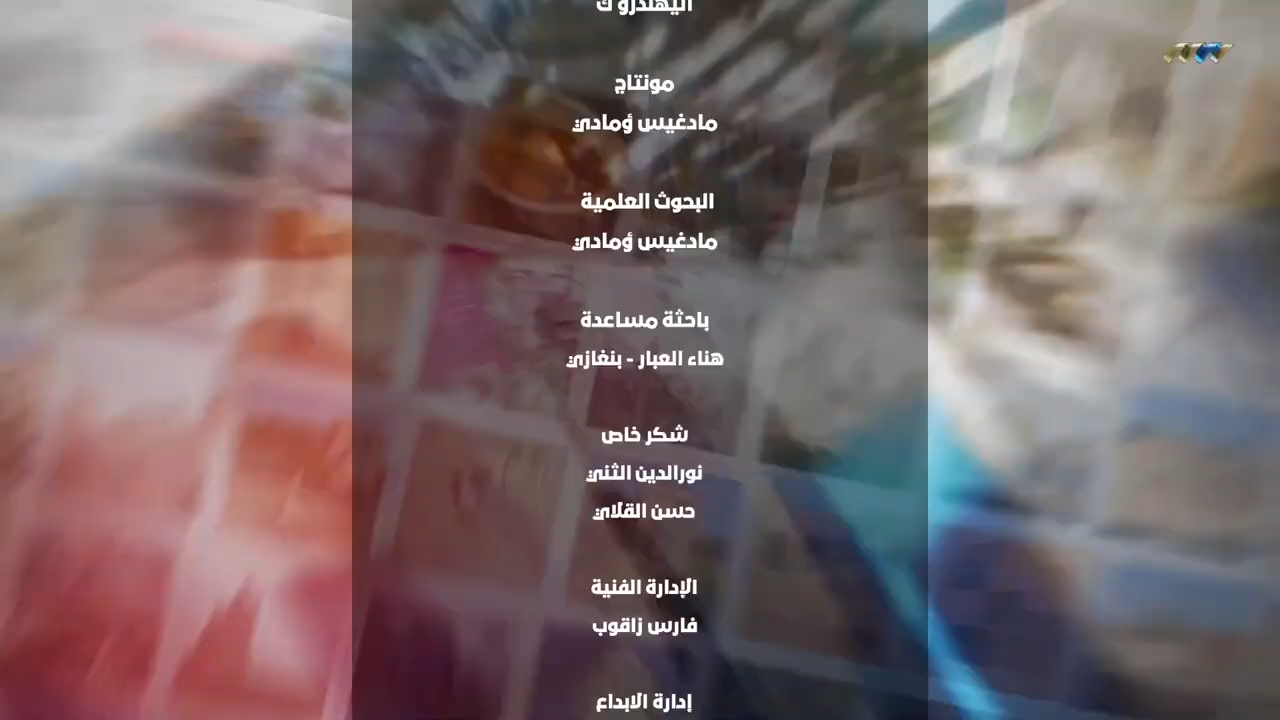 اليهندرو ك
مونتاج
مادغيس ؤمادي
البحوث العلمية
مادغيس ؤمادي
باحثة مساعدة
هناء العبار - بنغازي
شكر خاص
نورالدين الثني
حسن القلاي
الإدارة الفنية
فارس زاقوب
إدارة الابداع